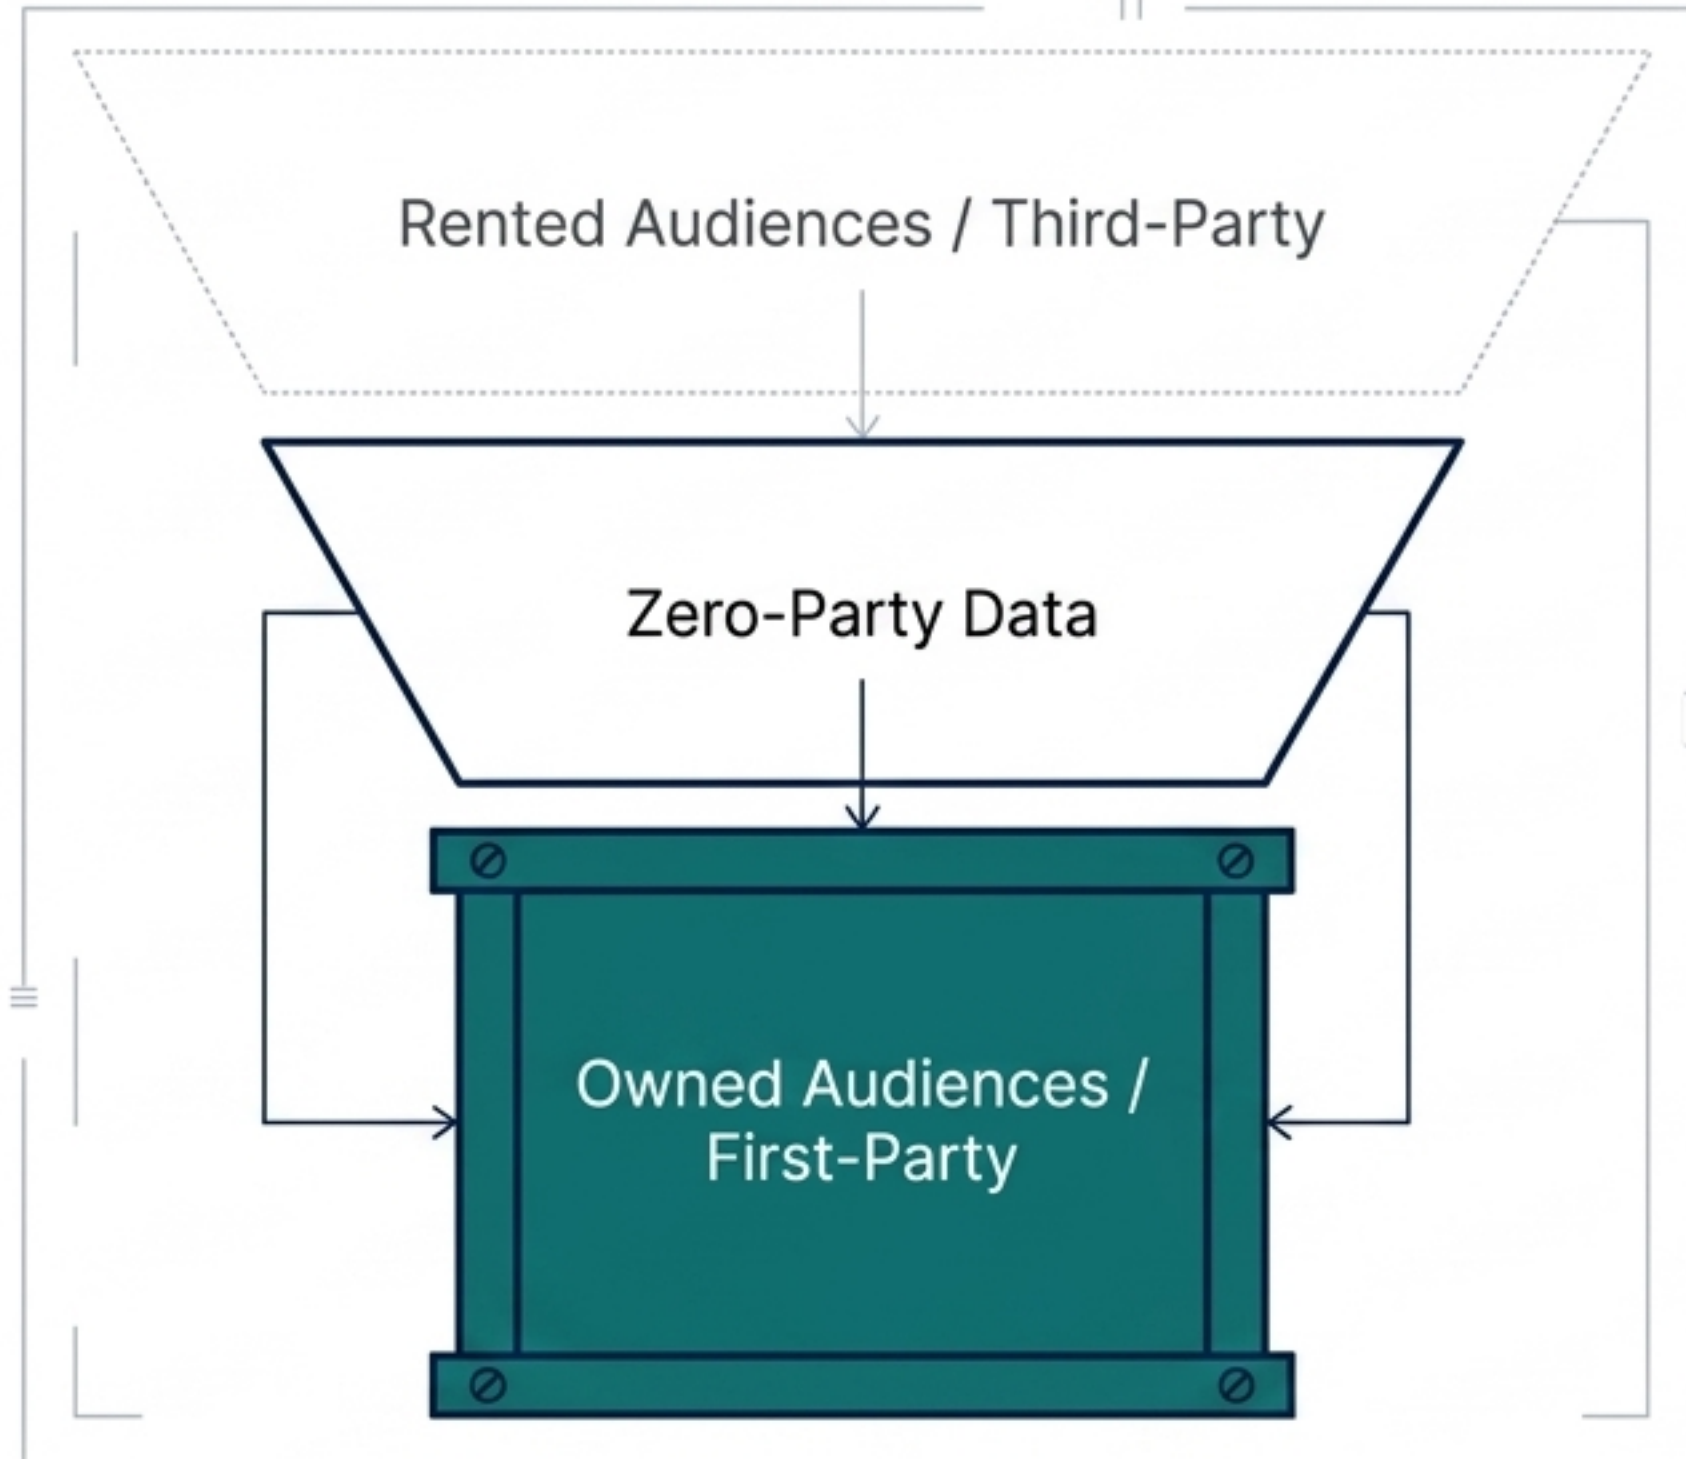 Rented Audiences / Third-Party
Zero-Party Data
Owned Audiences /
First-Party